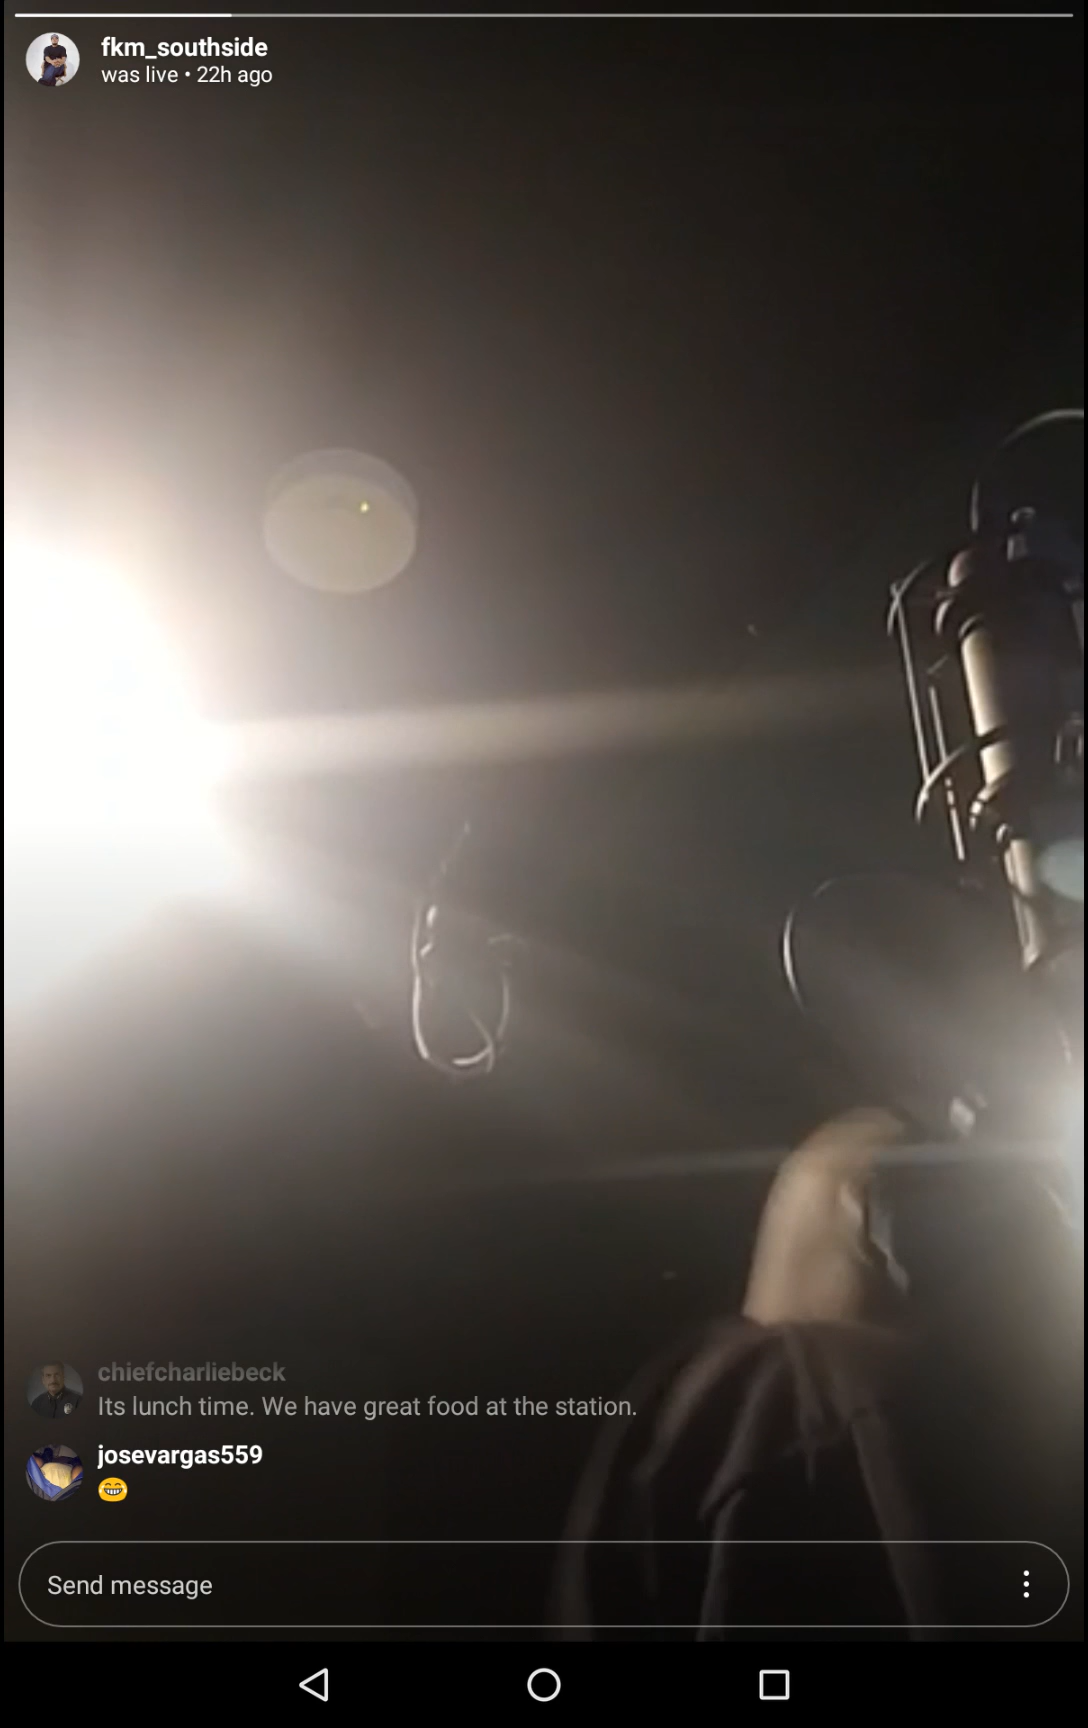 fkm_southside
was live • 22h ago
chiefcharliebeck
Its lunch time. We have great food at the station.
josevargas559
😁
Send message